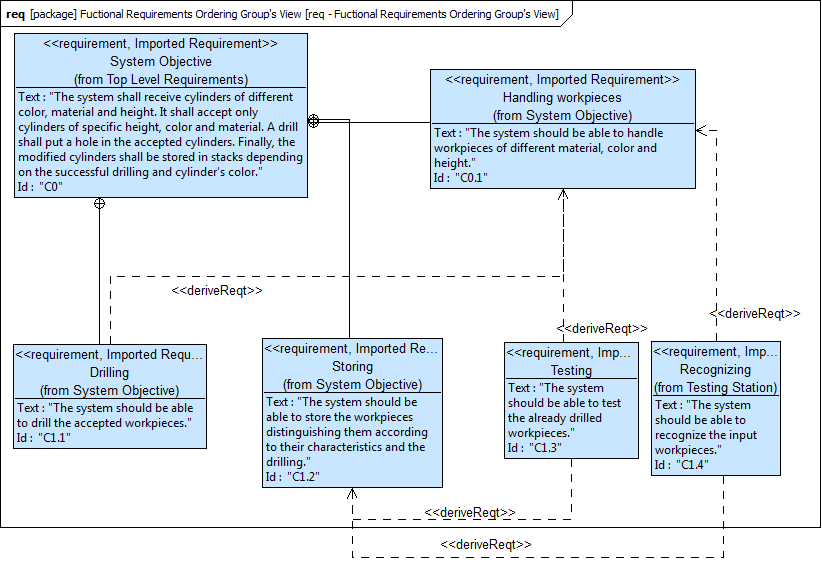 req [package] Fuctional Requirements Ordering Group's View [req - Fuctional Requirements Ordering Group's View]
<<requirement, Imported Requirement>>
System Objective
(from Top Level Requirements)
Text : "The system shall receive cylinders of different
color, material and height. It shall accept only
cylinders of specific height, color and material. A drill
shall put a hole in the accepted cylinders. Finally, the
modified cylinders shall be stored in stacks depending
on the successful drilling and cylinder's color."
Id : "C0"
<<requirement, Imported Requirement>>
Handling workpieces
(from System Objective)
Text : "The system should be able to handle
workpieces of different material, color and
height."
Id : "C0.1"
<<deriveReqt>>
<<deriveReqt>>
<<deriveReqt>>
<<requirement, Imported Requ...
Drilling
(from System Objective)
Text : "The system should be able
to drill the accepted workpieces."
Id : "C1.1"
<<requirement, Imported Re...
Storing
(from System Objective)
Text : "The system should be
able to store the workpieces
distinguishing them according
to their characteristics and the
drilling."
Id : "C1.2"
<<requirement, Imp...
Testing
Text : "The system
should be able to test
the already drilled
workpieces."
Id : "C1.3"
<<requirement, Imp...
Recognizing
(from Testing Station)
Text : "The system
should be able to
recognize the input
workpieces."
Id : "C1.4"
<<deriveReqt>>
<<deriveReqt>>